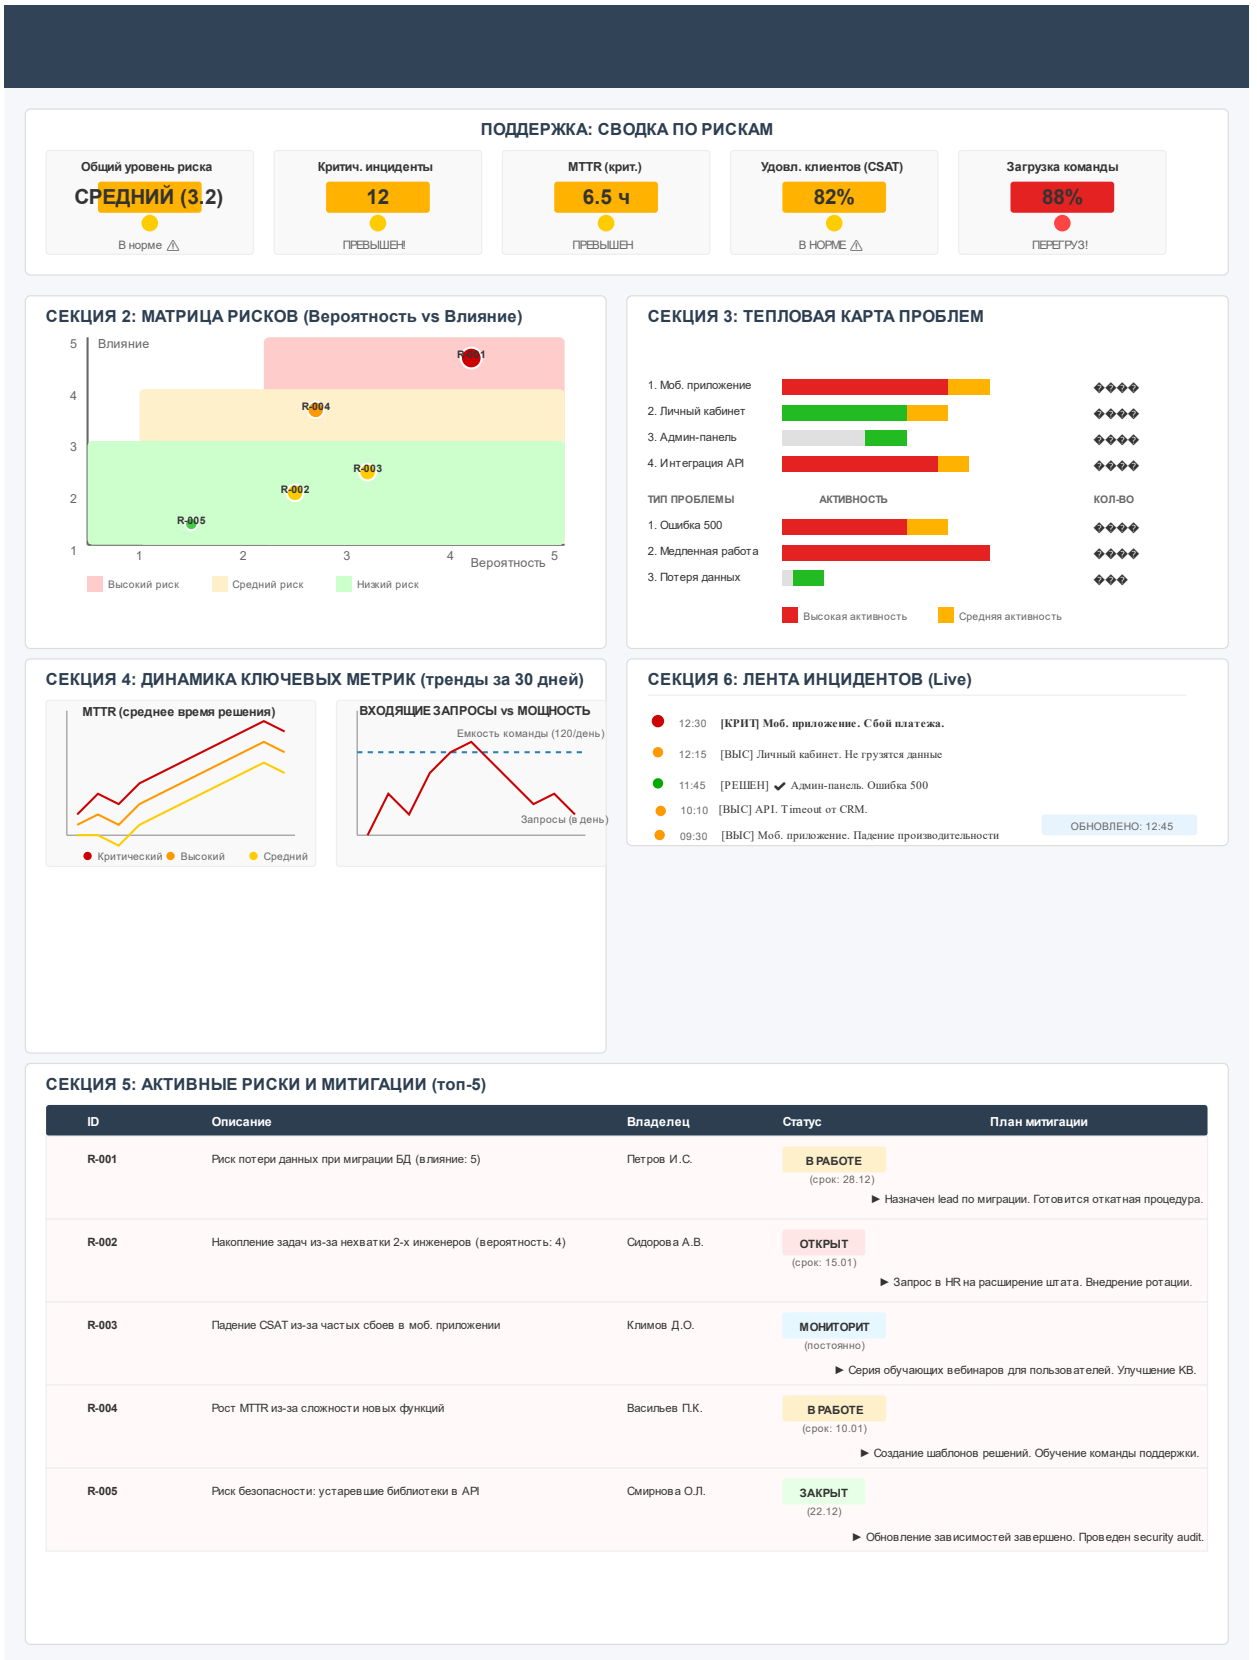 ПОДДЕРЖКА: СВОДКА ПО РИСКАМ
Общий уровень риска
СРЕДНИЙ (3.2)
В норме ⚠
Критич. инциденты
12
ПРЕВЫШЕН!
MTTR (крит.)
6.5 ч
ПРЕВЫШЕН
Удовл. клиентов (CSAT)
82%
В НОРМЕ ⚠
Загрузка команды
88%
ПЕРЕГРУЗ!
СЕКЦИЯ 2: МАТРИЦА РИСКОВ (Вероятность vs Влияние)
5
Влияние
4
3
2
1
R-001
R-004
R-003
R-002
R-005
1 2 3 4 5
Вероятность
Высокий риск
Средний риск
Низкий риск
СЕКЦИЯ 3: ТЕПЛОВАЯ КАРТА ПРОБЛЕМ
1. Моб. приложение ����
2. Личный кабинет ����
3. Админ-панель ����
4. Интеграция API ����
ТИП ПРОБЛЕМЫ АКТИВНОСТЬ КОЛ-ВО
1. Ошибка 500 ����
2. Медленная работа ����
3. Потеря данных ���
Высокая активность
Средняя активность
СЕКЦИЯ 4: ДИНАМИКА КЛЮЧЕВЫХ МЕТРИК (тренды за 30 дней)
MTTR (среднее время решения)
Критический
Высокий
Средний
ВХОДЯЩИЕ ЗАПРОСЫ vs МОЩНОСТЬ
Емкость команды (120/день)
Запросы (в день)
СЕКЦИЯ 6: ЛЕНТА ИНЦИДЕНТОВ (Live)
12:30 [КРИТ] Моб. приложение. Сбой платежа.
12:15 [ВЫС] Личный кабинет. Не грузятся данные
11:45 [РЕШЕН] ✔ Админ-панель. Ошибка 500
10:10 [ВЫС] API. Timeout от CRM.
09:30 [ВЫС] Моб. приложение. Падение производительности
ОБНОВЛЕНО: 12:45
СЕКЦИЯ 5: АКТИВНЫЕ РИСКИ И МИТИГАЦИИ (топ-5)
ID Описание Владелец Статус План митигации
R-001 Риск потери данных при миграции БД (влияние: 5) Петров И.С. В РАБОТЕ
(срок: 28.12)
► Назначен lead по миграции. Готовится откатная процедура.
R-002 Накопление задач из-за нехватки 2-х инженеров (вероятность: 4) Сидорова А.В. ОТКРЫТ
(срок: 15.01)
► Запрос в HR на расширение штата. Внедрение ротации.
R-003 Падение CSAT из-за частых сбоев в моб. приложении Климов Д.О. МОНИТОРИТ
(постоянно)
► Серия обучающих вебинаров для пользователей. Улучшение KB.
R-004 Рост MTTR из-за сложности новых функций Васильев П.К. В РАБОТЕ
(срок: 10.01)
► Создание шаблонов решений. Обучение команды поддержки.
R-005 Риск безопасности: устаревшие библиотеки в API Смирнова О.Л. ЗАКРЫТ
(22.12)
► Обновление зависимостей завершено. Проведен security audit.